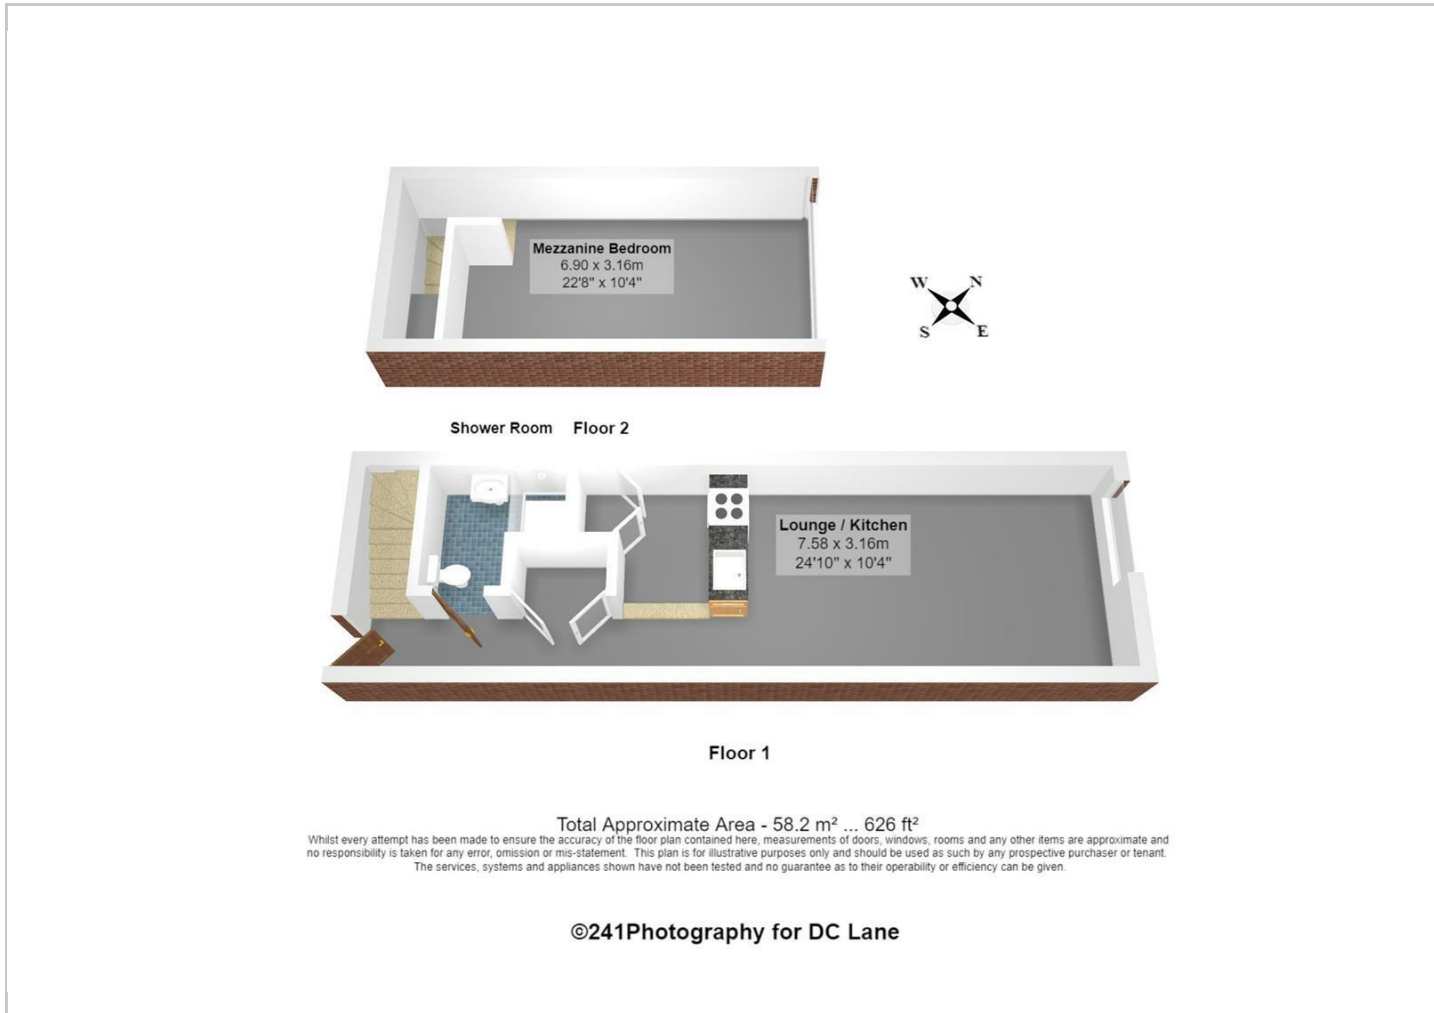 Mezzanine Bedroom
6.90 x 3.16m
22'8" x 10'4"
W N
S E
Shower Room Floor 2
Lounge / Kitchen
7.58 x 3.16m
24'10" x 10'4"
Floor 1
Total Approximate Area - 58.2 m² ... 626 ft²
Whilst every attempt has been made to ensure the accuracy of the floor plan contained here, measurements of doors, windows, rooms and any other items are approximate and
no responsibility is taken for any error, omission or mis-statement. This plan is for illustrative purposes only and should be used as such by any prospective purchaser or tenant.
The services, systems and appliances shown have not been tested and no guarantee as to their operability or efficiency can be given.
©241Photography for DC Lane